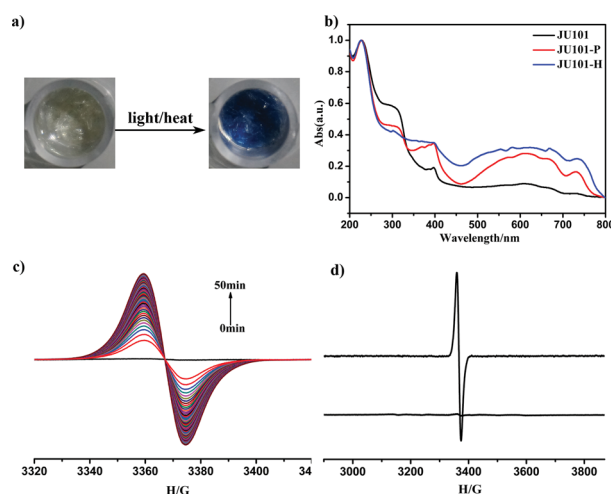 a)
light/heat
b)
JU101
JU101-P
JU101-H
Abs(a.u.)
1.0
0.8
0.6
0.4
0.2
0.0
200 300 400 500 600 700 800
Wavelength/nm
c)
50min
0min
3320 3340 3360 3380 3400 34
H/G
d)
3000 3200 3400 3600 3800
H/G